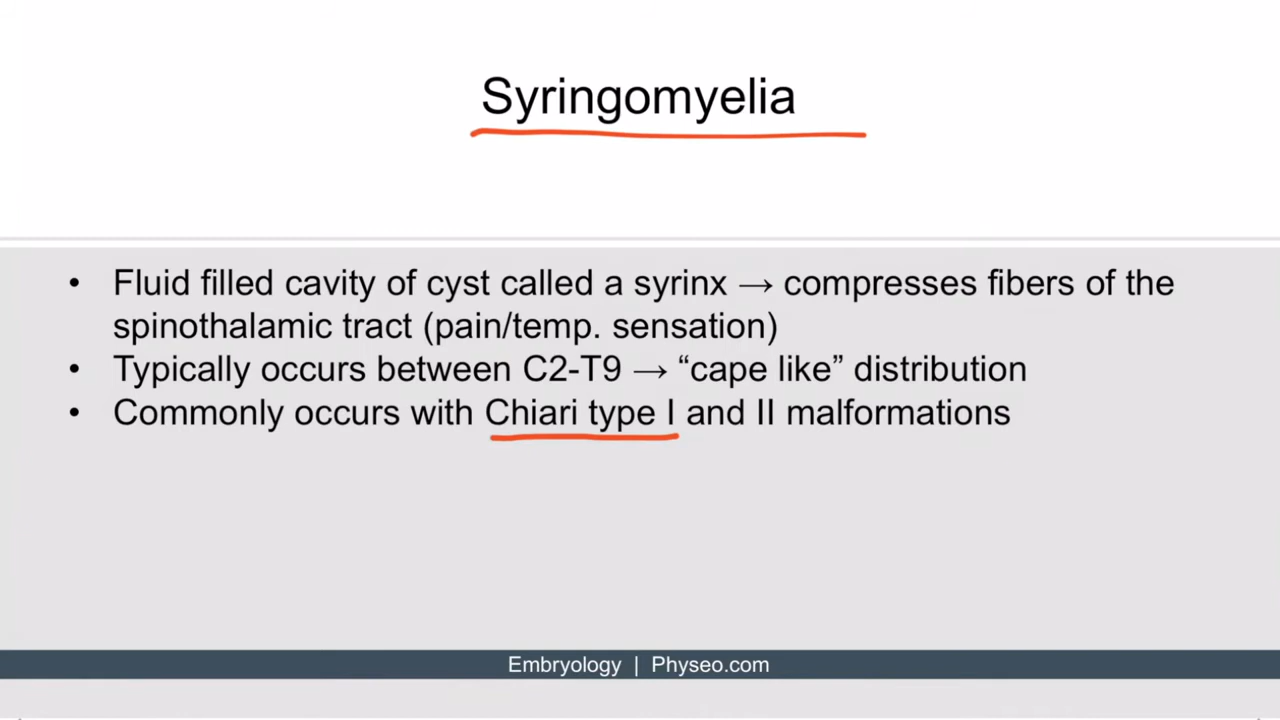 Syringomyelia
• Fluid filled cavity of cyst called a syrinx → compresses fibers of the
spinothalamic tract (pain/temp. sensation)
• Typically occurs between C2-T9 → “cape like” distribution
• Commonly occurs with Chiari type I and II malformations
Embryology | Physeo.com